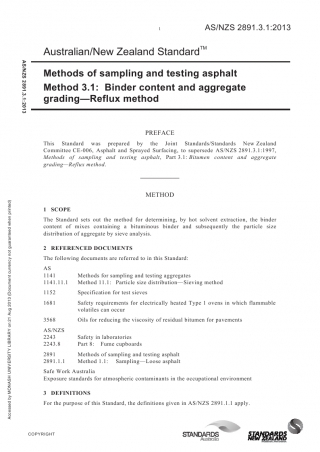 1
AS/NZS 2891.3.1:2013
Australian/New Zealand Standard™
Methods of sampling and testing asphalt
Method 3.1: Binder content and aggregate
grading—Reflux method
PREFACE
This Standard was prepared by the Joint Standards/Standards New Zealand
Committee CE-006, Asphalt and Sprayed Surfacing, to supersede AS/NZS 2891.3.1:1997,
Methods of sampling and testing asphalt, Part 3.1: Bitumen content and aggregate
grading—Reflux method.
METHOD
1 SCOPE
The Standard sets out the method for determining, by hot solvent extraction, the binder
content of mixes containing a bituminous binder and subsequently the particle size
distribution of aggregate by sieve analysis.
2 REFERENCED DOCUMENTS
The following documents are referred to in this Standard:
AS
1141 Methods for sampling and testing aggregates
1141.11.1 Method 11.1: Particle size distribution—Sieving method
1152 Specification for test sieves
1681 Safety requirements for electrically heated Type 1 ovens in which flammable
volatiles can occur
3568 Oils for reducing the viscosity of residual bitumen for pavements
AS/NZS
2243 Safety in laboratories
2243.8 Part 8: Fume cupboards
2891 Methods of sampling and testing asphalt
2891.1.1 Method 1.1: Sampling—Loose asphalt
Safe Work Australia
Exposure standards for atmospheric contaminants in the occupational environment
3 DEFINITIONS
For the purpose of this Standard, the definitions given in AS/NZS 2891.1.1 apply.
COPYRIGHT
STANDARDS
Australia
STANDARDS
NEW ZEALAND
AS/NZS 2891.3.1:2013
Accessed by MONASH UNIVERSITY LIBRARY on 21 Aug 2013 (Document currency not guaranteed when printed)